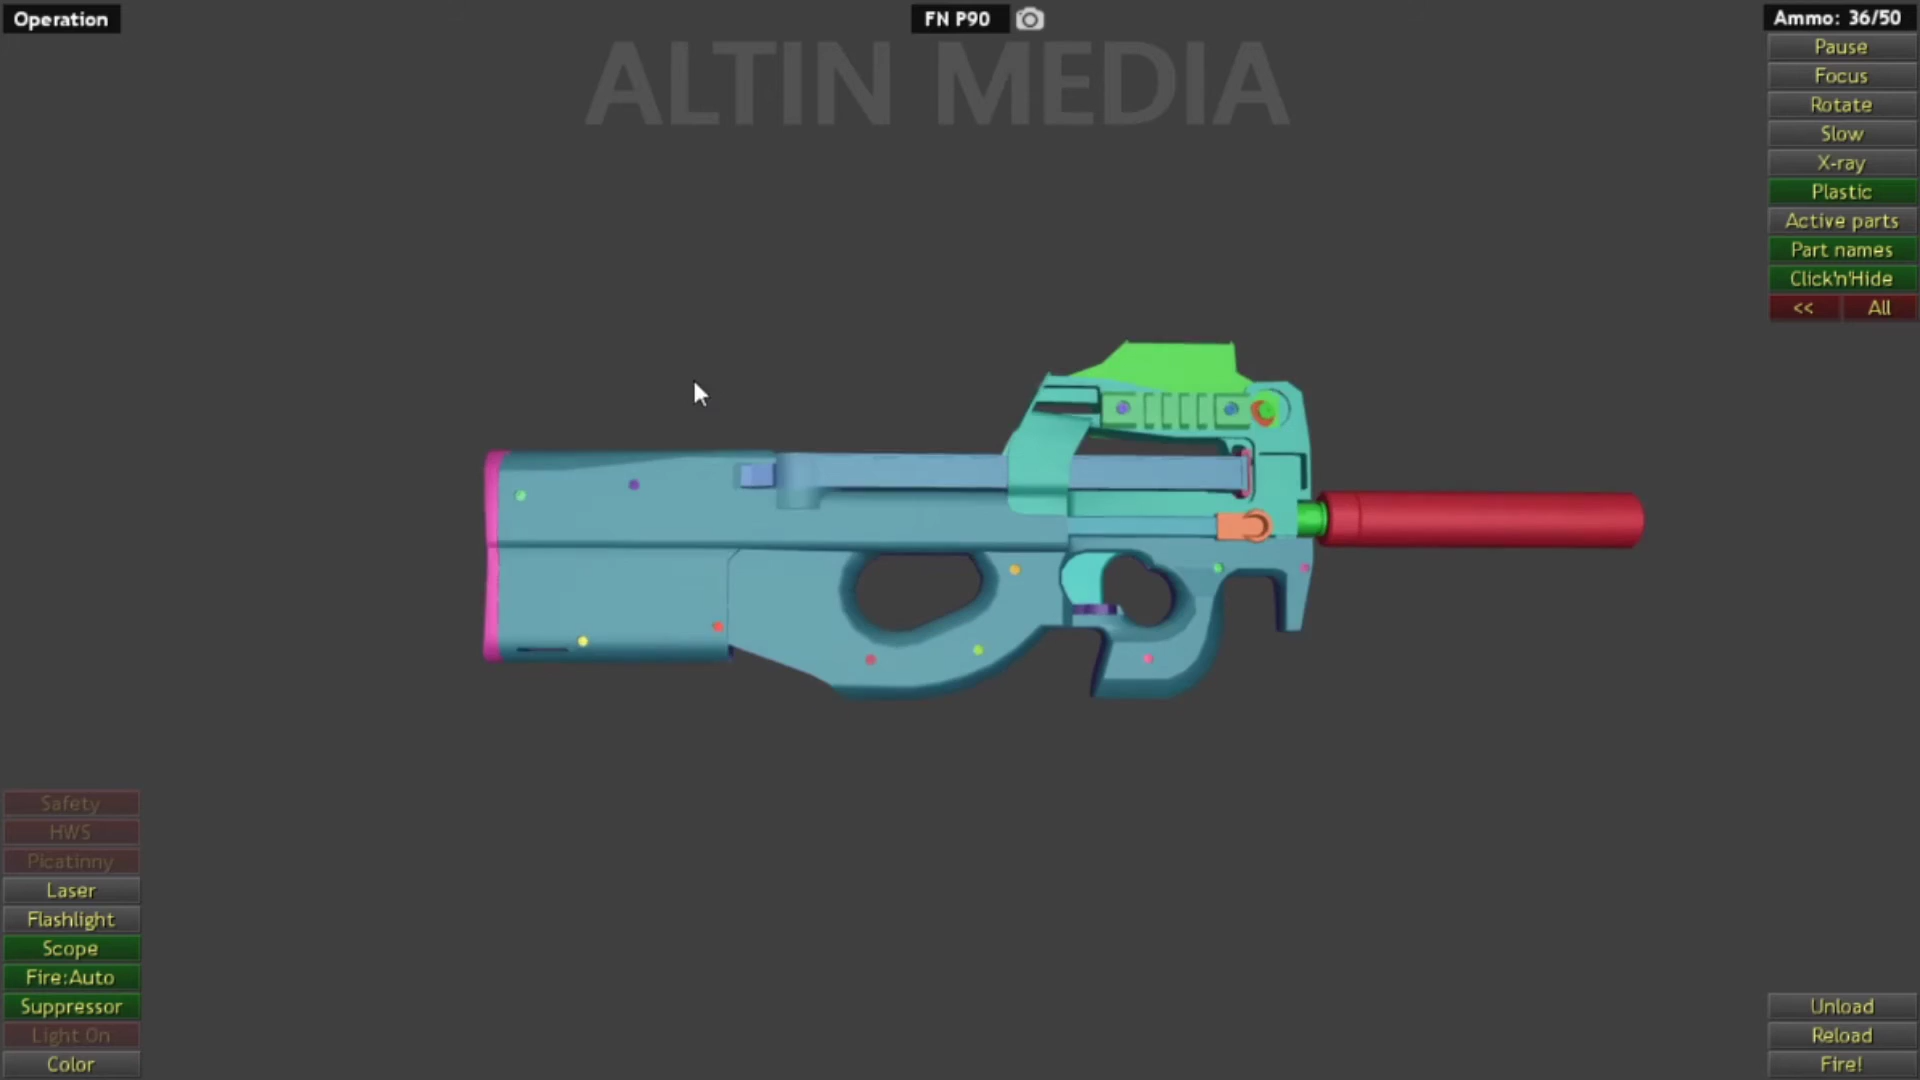 Operation
FN P90
Ammo: 36/50
ALTIN MEDIA
Pause
Focus
Rotate
Slow
X-ray
Plastic
Active parts
Part names
Click'n'Hide
<< All
Safety
HWS
Picatinny
Laser
Flashlight
Scope
Fire:Auto
Suppressor
Light On
Color
Unload
Reload
Fire!